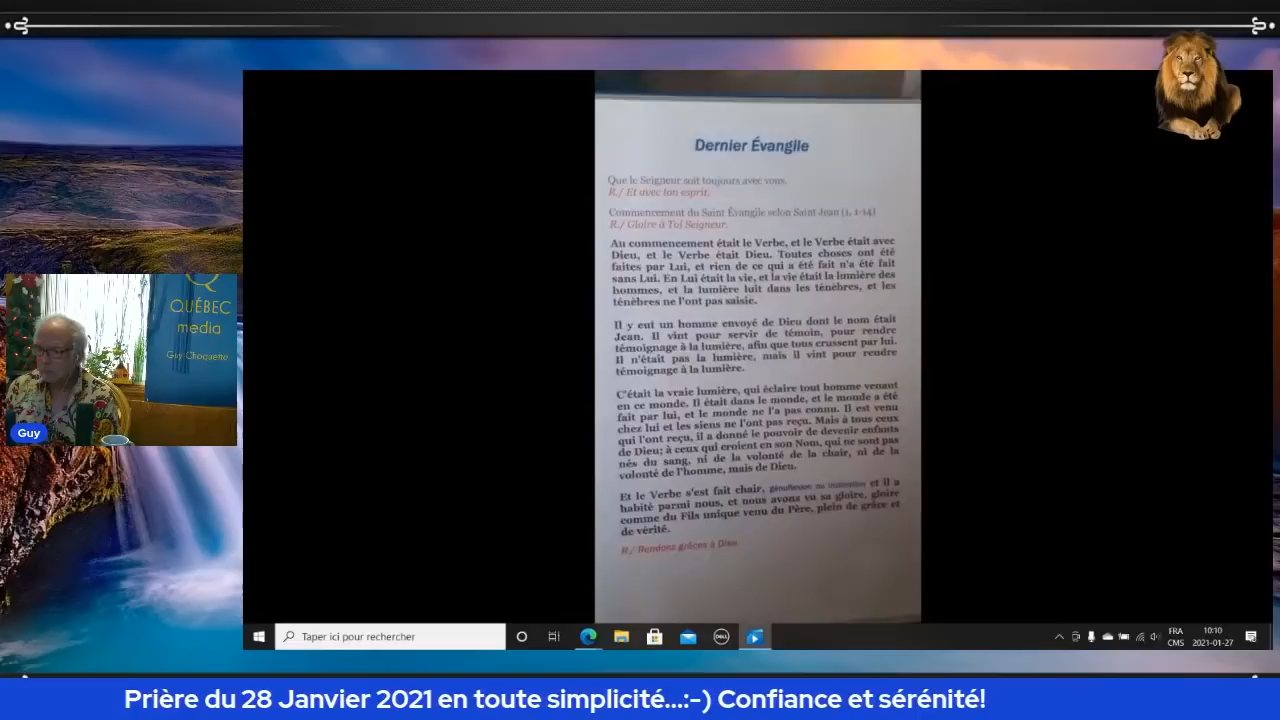 Dernier Évangile
Que le Seigneur soit toujours avec vous.
R./ Et avec ton esprit.
Commencement du Saint Évangile selon Saint Jean (1, 1-14)
R./ Gloire à Toi Seigneur.
Au commencement était le Verbe, et le Verbe était avec
Dieu, et le Verbe était Dieu. Toutes choses ont été
faites par Lui, et rien de ce qui a été fait n'a été fait
sans Lui. En Lui était la vie, et la vie était la lumière des
hommes, et la lumière luit dans les ténèbres, et les
ténèbres ne l'ont pas saisie.
Il y eut un homme envoyé de Dieu dont le nom était
Jean. Il vint pour servir de témoin, pour rendre
témoignage à la lumière, afin que tous crussent par lui.
Il n'était pas la lumière, mais il vint pour rendre
témoignage à la lumière.
C'était la vraie lumière, qui éclaire tout homme venant
en ce monde. Il était dans le monde, et le monde a été
fait par lui, et le monde ne l'a pas connu. Il est venu
chez lui et les siens ne l'ont pas reçu. Mais à tous ceux
qui l'ont reçu, il a donné le pouvoir de devenir enfants
de Dieu; à ceux qui croient en son Nom, qui ne sont pas
nés du sang, ni de la volonté de la chair, ni de la
volonté de l'homme, mais de Dieu.
Et le Verbe s'est fait chair, génuflexion ou inclination et il a
habité parmi nous, et nous avons vu sa gloire, gloire
comme du Fils unique venu du Père, plein de grâce et
de vérité.
R./ Rendons grâces à Dieu.
QUÉBEC
media
Guy Choquette
Guy
Taper ici pour rechercher
DELL
FRA
CMS
10:10
2021-01-27
Prière du 28 Janvier 2021 en toute simplicité...:-) Confiance et sérénité!